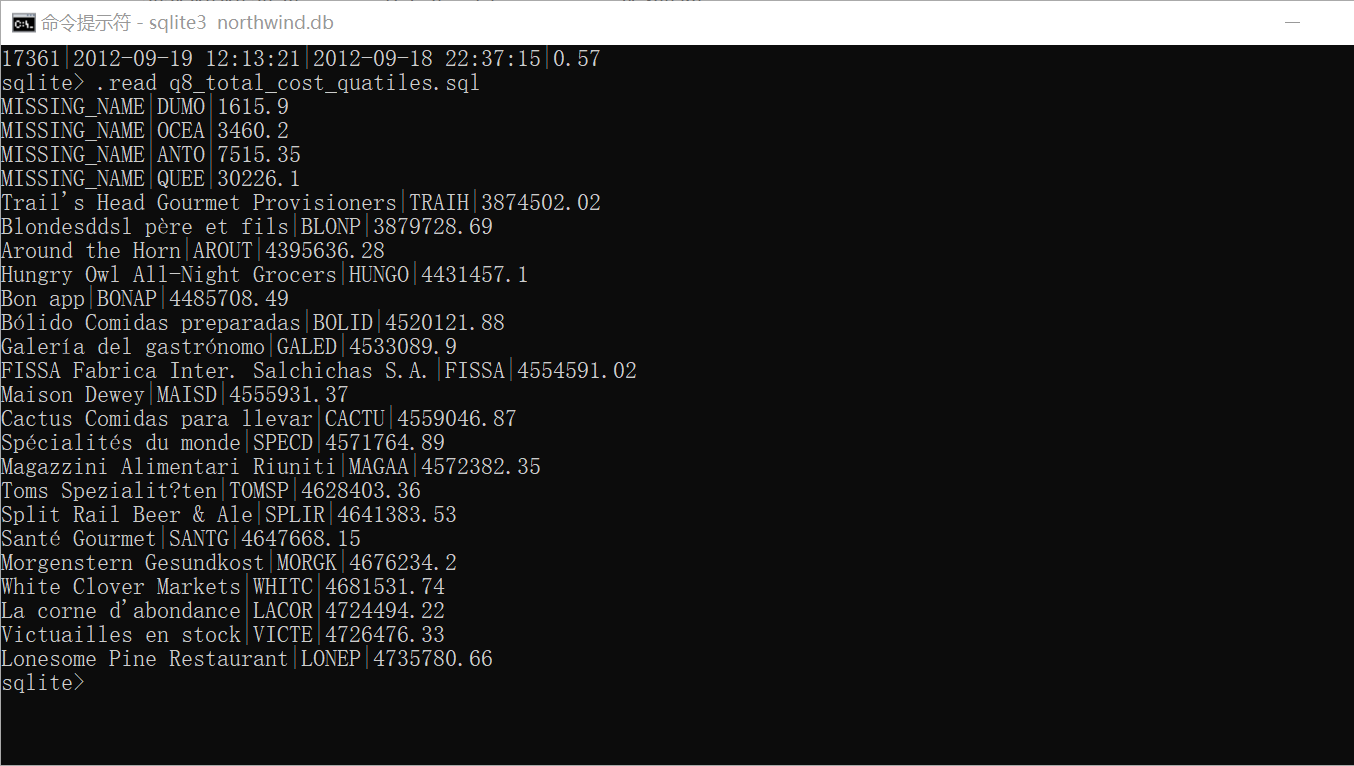 命令提示符 - sqlite3  northwind.db
17361|2012-09-19 12:13:21|2012-09-18 22:37:15|0.57
sqlite> .read q8_total_cost_quatiles.sql
MISSING_NAME|DUMO|1615.9
MISSING_NAME|OCEA|3460.2
MISSING_NAME|ANTO|7515.35
MISSING_NAME|QUEE|30226.1
Trail's Head Gourmet Provisioners|TRAIH|3874502.02
Blondesddsl père et fils|BLONP|3879728.69
Around the Horn|AROUT|4395636.28
Hungry Owl All-Night Grocers|HUNGO|4431457.1
Bon app|BONAP|4485708.49
Bólido Comidas preparadas|BOLID|4520121.88
Galería del gastrónomo|GALED|4533089.9
FISSA Fabrica Inter. Salchichas S.A.|FISSA|4554591.02
Maison Dewey|MAISD|4555931.37
Cactus Comidas para llevar|CACTU|4559046.87
Spécialités du monde|SPECD|4571764.89
Magazzini Alimentari Riuniti|MAGAA|4572382.35
Toms Spezialit?ten|TOMSP|4628403.36
Split Rail Beer & Ale|SPLIR|4641383.53
Santé Gourmet|SANTG|4647668.15
Morgenstern Gesundkost|MORGK|4676234.2
White Clover Markets|WHITC|4681531.74
La corne d'abondance|LACOR|4724494.22
Victuailles en stock|VICTE|4726476.33
Lonesome Pine Restaurant|LONEP|4735780.66
sqlite>